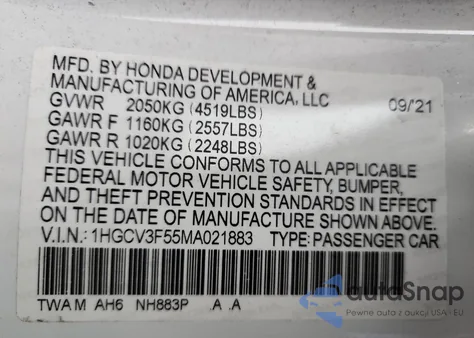 MFD. BY HONDA DEVELOPMENT &
MANUFACTURING OF AMERICA, LLC
GVWR 2050KG (4519LBS) 09/21
GAWR F 1160KG (2557LBS)
GAWR R 1020KG (2248LBS)
THIS VEHICLE CONFORMS TO ALL APPLICABLE
FEDERAL MOTOR VEHICLE SAFETY, BUMPER,
AND THEFT PREVENTION STANDARDS IN EFFECT
ON THE DATE OF MANUFACTURE SHOWN ABOVE.
V.I.N.: 1HGCV3F55MA021883 TYPE: PASSENGER CAR
TWA M AH6 NH883P .A .A
autoSnap
Pewne auta z aukcji USA - EU